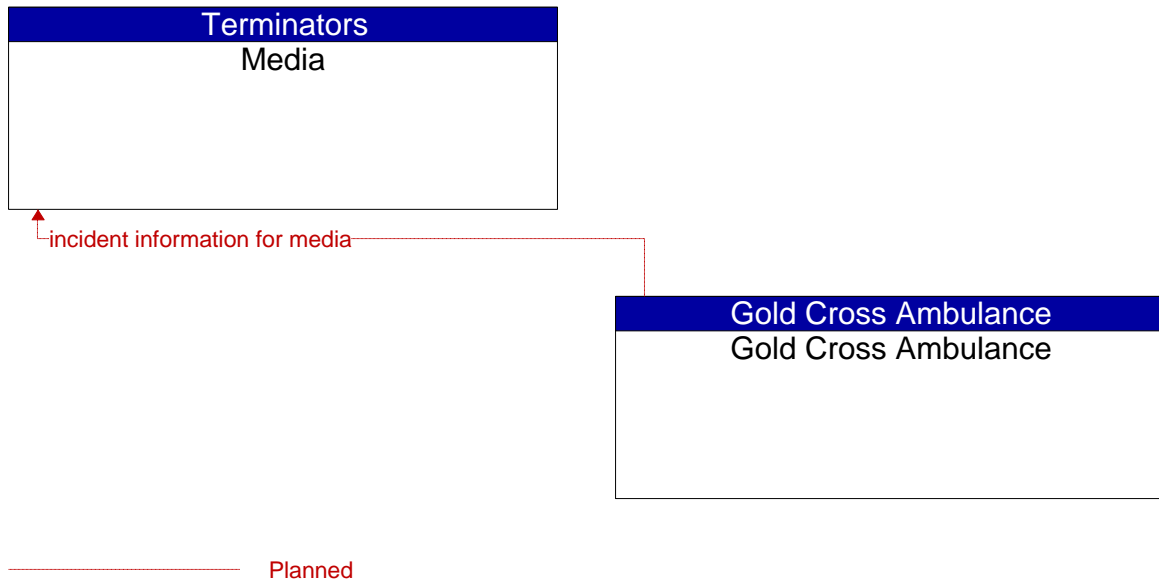 Terminators
Media
incident information for media
Gold Cross Ambulance
Gold Cross Ambulance
Planned